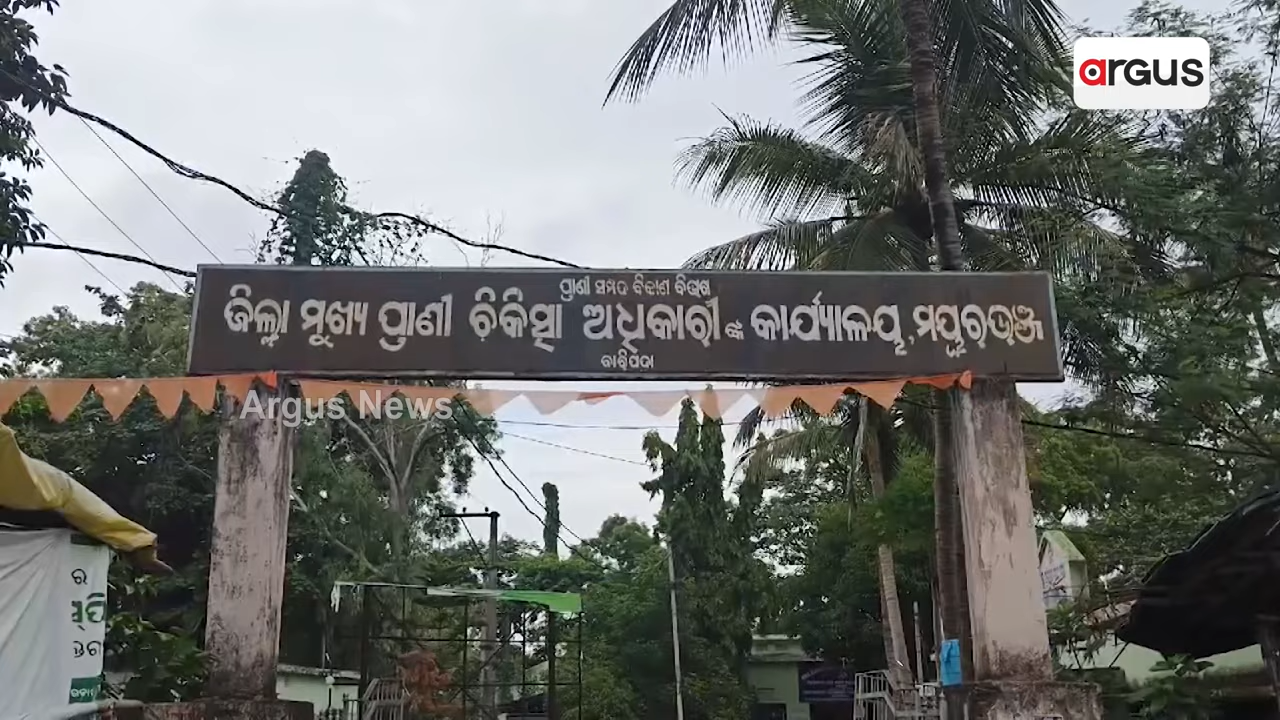 argus
ପ୍ରାଣୀ ସମ୍ପଦ ବିକାଶ ବିଭାଗ
ଜିଲ୍ଲା ମୁଖ୍ୟ ପ୍ରାଣୀ ଚିକିତ୍ସା ଅଧିକାରୀଙ୍କ କାର୍ଯ୍ୟାଳୟ, ମୟୂରଭଞ୍ଜ
ବାରିପଦା
Argus News
ର